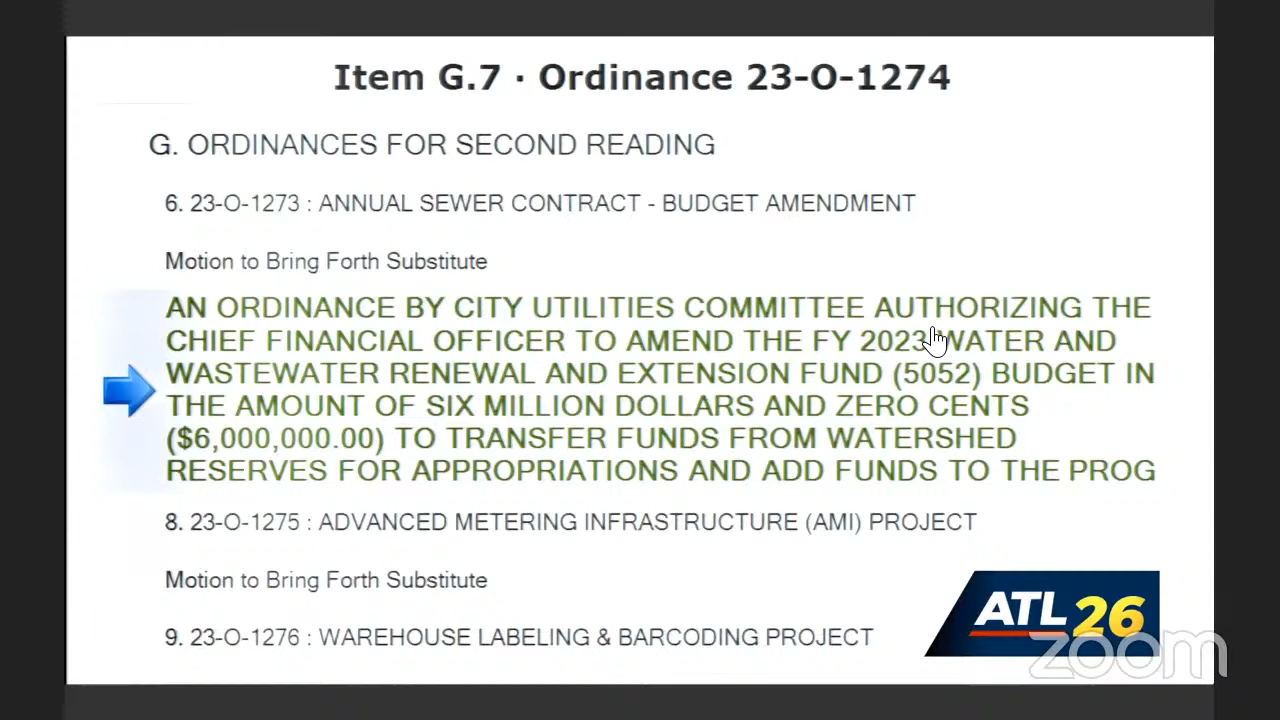 Item G.7 · Ordinance 23-O-1274
G. ORDINANCES FOR SECOND READING
6. 23-O-1273 : ANNUAL SEWER CONTRACT - BUDGET AMENDMENT
Motion to Bring Forth Substitute
AN ORDINANCE BY CITY UTILITIES COMMITTEE AUTHORIZING THE
CHIEF FINANCIAL OFFICER TO AMEND THE FY 2023 WATER AND
WASTEWATER RENEWAL AND EXTENSION FUND (5052) BUDGET IN
THE AMOUNT OF SIX MILLION DOLLARS AND ZERO CENTS
($6,000,000.00) TO TRANSFER FUNDS FROM WATERSHED
RESERVES FOR APPROPRIATIONS AND ADD FUNDS TO THE PROG
8. 23-O-1275 : ADVANCED METERING INFRASTRUCTURE (AMI) PROJECT
Motion to Bring Forth Substitute
9. 23-O-1276 : WAREHOUSE LABELING & BARCODING PROJECT
ATL 26
zoom